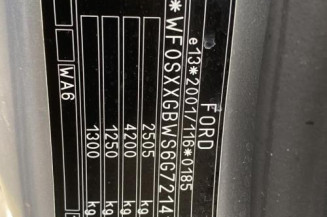 FORD
e13*2001/116*0185
*WF0SXXGBWS6G7214
2505 kg
4200 kg
1250 kg
1300 kg
WA6